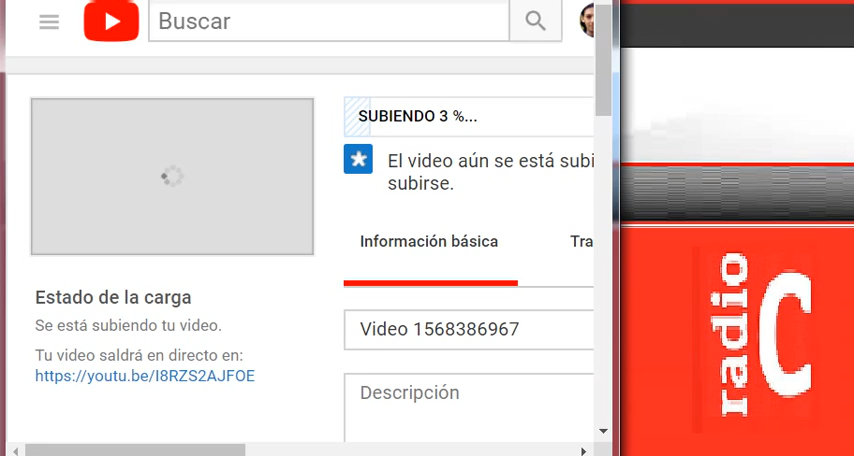 Buscar
SUBIENDO 3 %...
El video aún se está subi
subirse.
Información básica
Tra
Estado de la carga
Se está subiendo tu video.
Tu video saldrá en directo en:
https://youtu.be/I8RZS2AJFOE
Video 1568386967
Descripción
radio
C